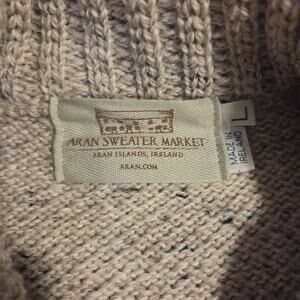 ARAN SWEATER MARKET
ARAN ISLANDS, IRELAND
ARAN.COM
L
MADE IN
IRELAND